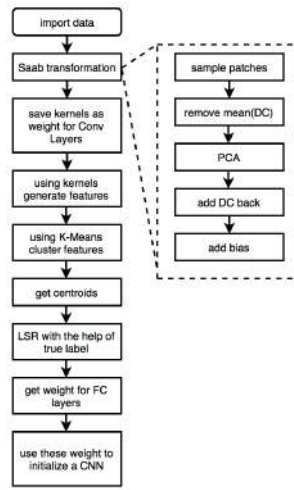 import data
Saab transformation
save kernels as
weight for Conv
Layers
using kernels
generate features
using K-Means
cluster features
get centroids
LSR with the help of
true label
get weight for FC
layers
use these weight to
initialize a CNN
sample patches
remove mean(DC)
PCA
add DC back
add bias